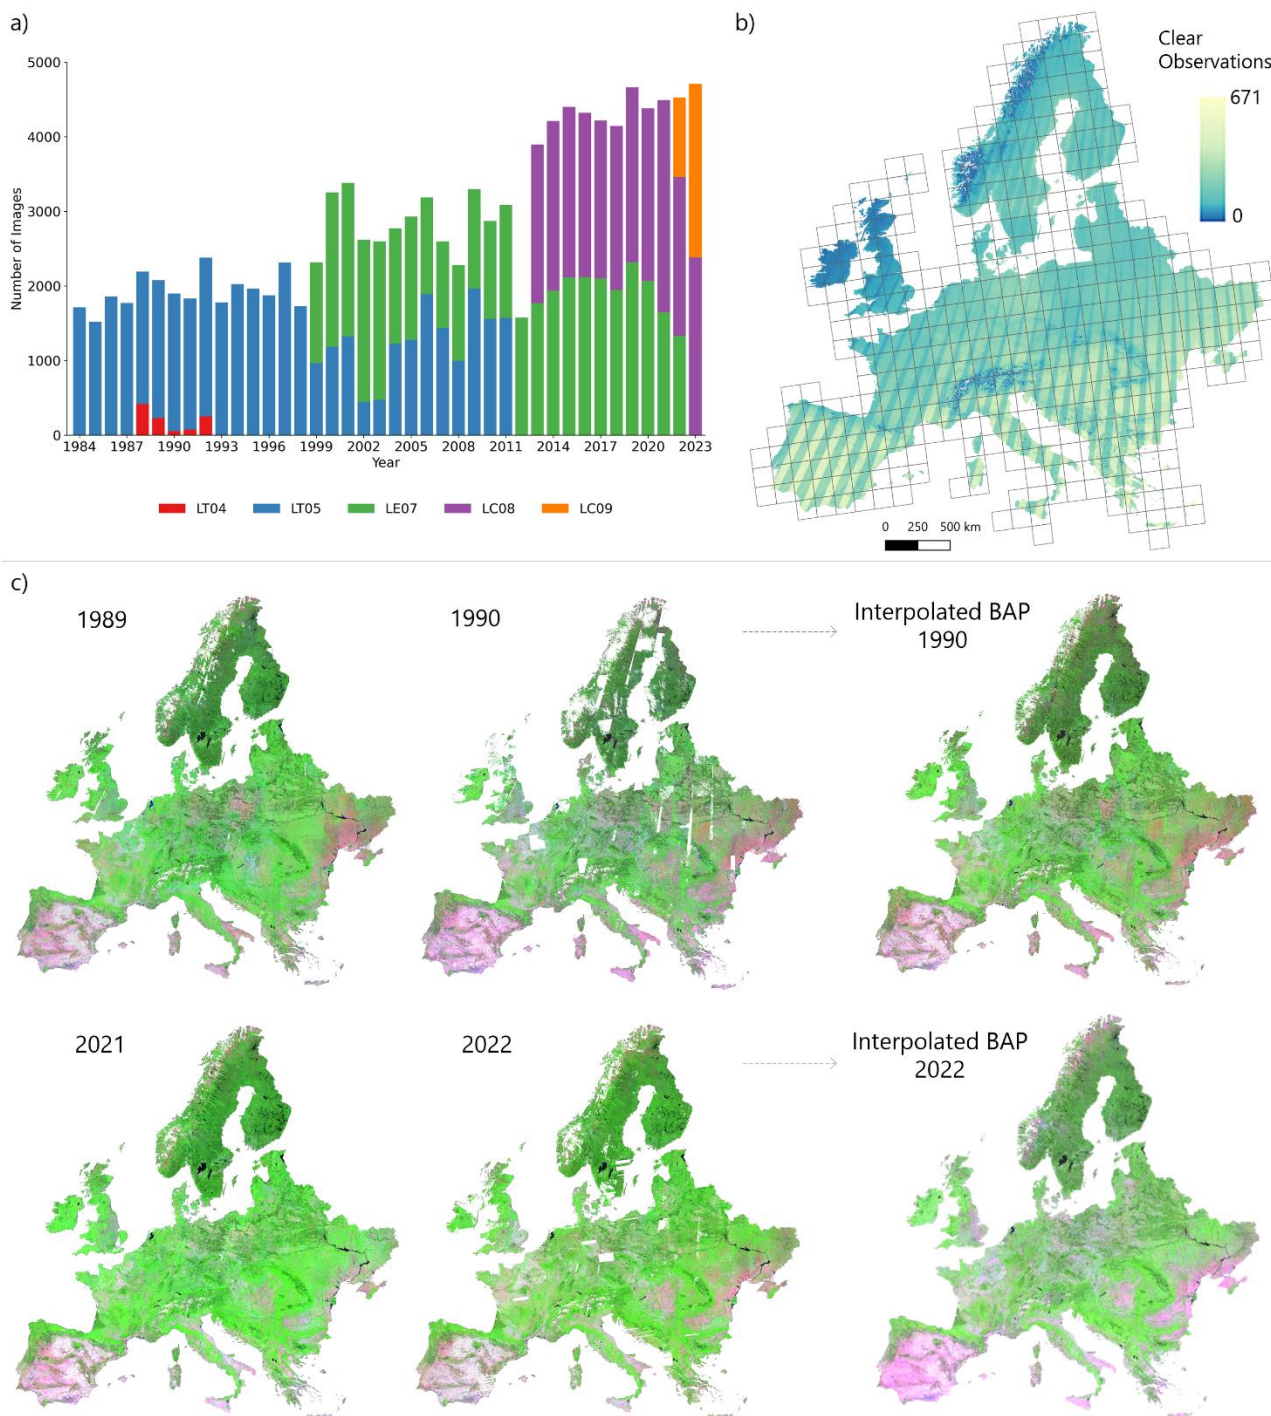 a)
5000
4000
3000
2000
1000
0
Number of Images
1984 1987 1990 1993 1996 1999 2002 2005 2008 2011 2014 2017 2020 2023
Year
LT04 LT05 LE07 LC08 LC09
b)
Clear
Observations
671
0
0 250 500 km
c)
1989
1990
Interpolated BAP
1990
2021
2022
Interpolated BAP
2022